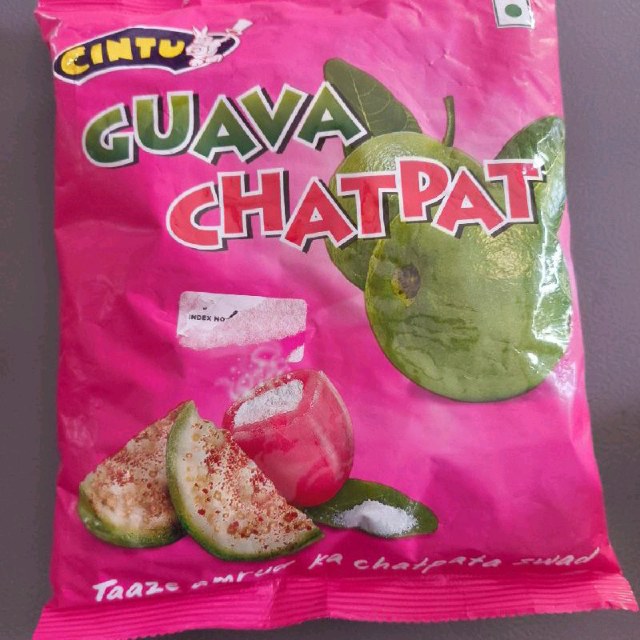 CINTU
GUAVA
CHATPAT
INDEX NO
Taaze amrud ka chatpata swad